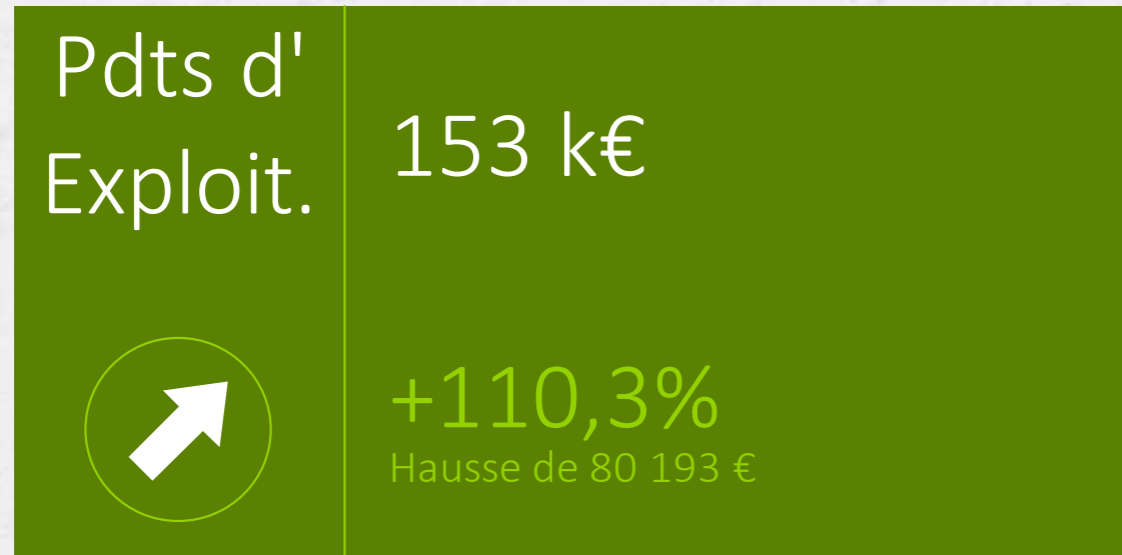 Pdts d'
Exploit.
153 k€
+110,3%
Hausse de 80 193 €